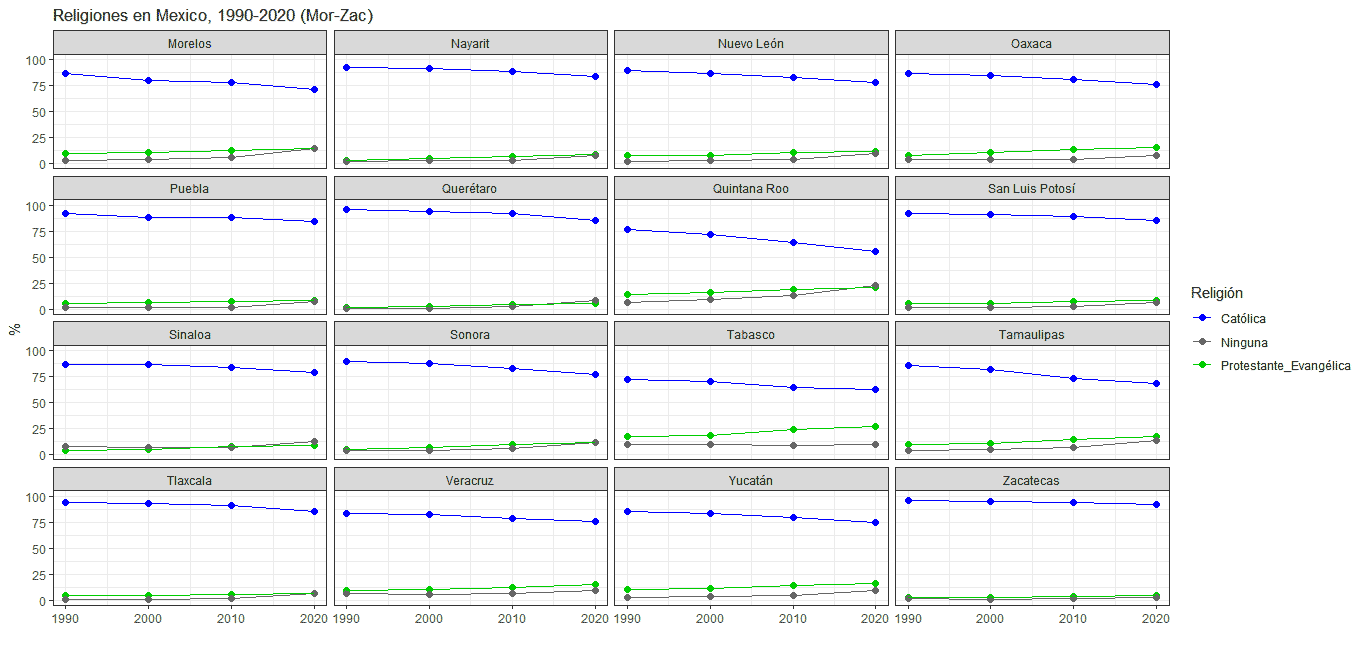 Religiones en Mexico, 1990-2020 (Mor-Zac)
Morelos Nayarit Nuevo León Oaxaca
100
75
50
25
0
Puebla Querétaro Quintana Roo San Luis Potosí
100
75
50
25
0
%
Sinaloa Sonora Tabasco Tamaulipas
100
75
50
25
0
Tlaxcala Veracruz Yucatán Zacatecas
100
75
50
25
0
1990 2000 2010 2020 1990 2000 2010 2020 1990 2000 2010 2020 1990 2000 2010 2020
Religión
Católica
Ninguna
Protestante_Evangélica